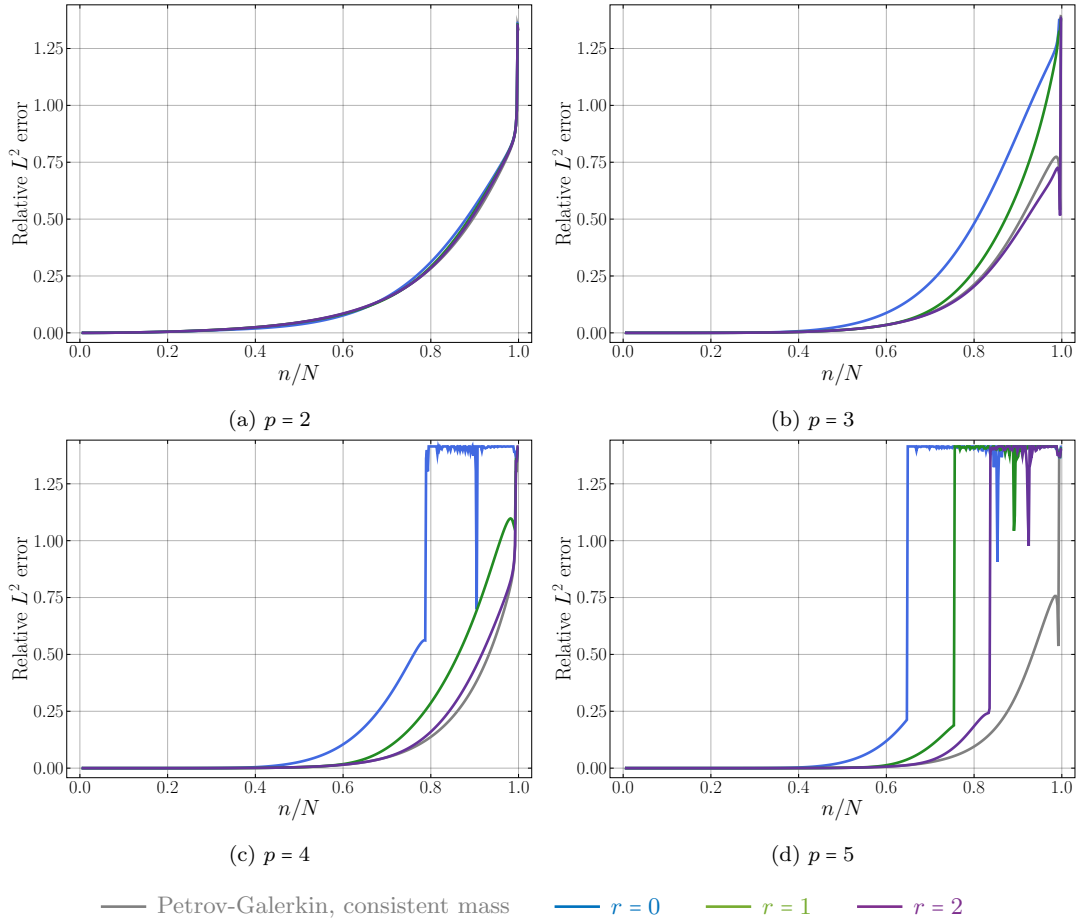 1.25
1.00
0.75
0.50
0.25
0.00
Relative L² error
0.0 0.2 0.4 0.6 0.8 1.0
n/N
(a) p = 2
1.25
1.00
0.75
0.50
0.25
0.00
Relative L² error
0.0 0.2 0.4 0.6 0.8 1.0
n/N
(b) p = 3
1.25
1.00
0.75
0.50
0.25
0.00
Relative L² error
0.0 0.2 0.4 0.6 0.8 1.0
n/N
(c) p = 4
1.25
1.00
0.75
0.50
0.25
0.00
Relative L² error
0.0 0.2 0.4 0.6 0.8 1.0
n/N
(d) p = 5
Petrov-Galerkin, consistent mass r = 0 r = 1 r = 2